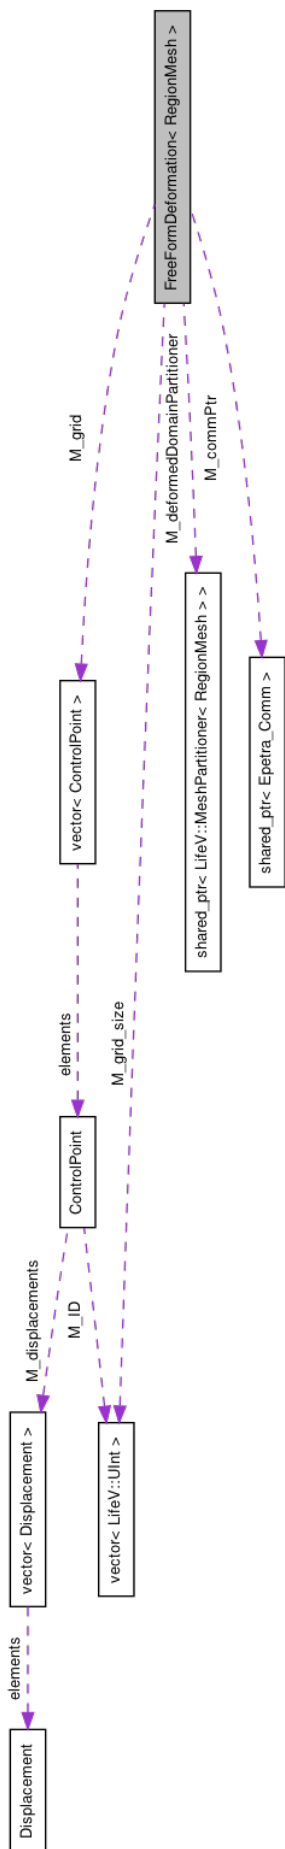 FreeFormDeformation< RegionMesh >
M_grid
M_deformedDomainPartitioner
M_commPtr
vector< ControlPoint >
shared_ptr< LifeV::MeshPartitioner< RegionMesh > >
shared_ptr< Epetra_Comm >
elements
M_grid_size
ControlPoint
M_displacements
M_ID
vector< Displacement >
vector< LifeV::UInt >
elements
Displacement